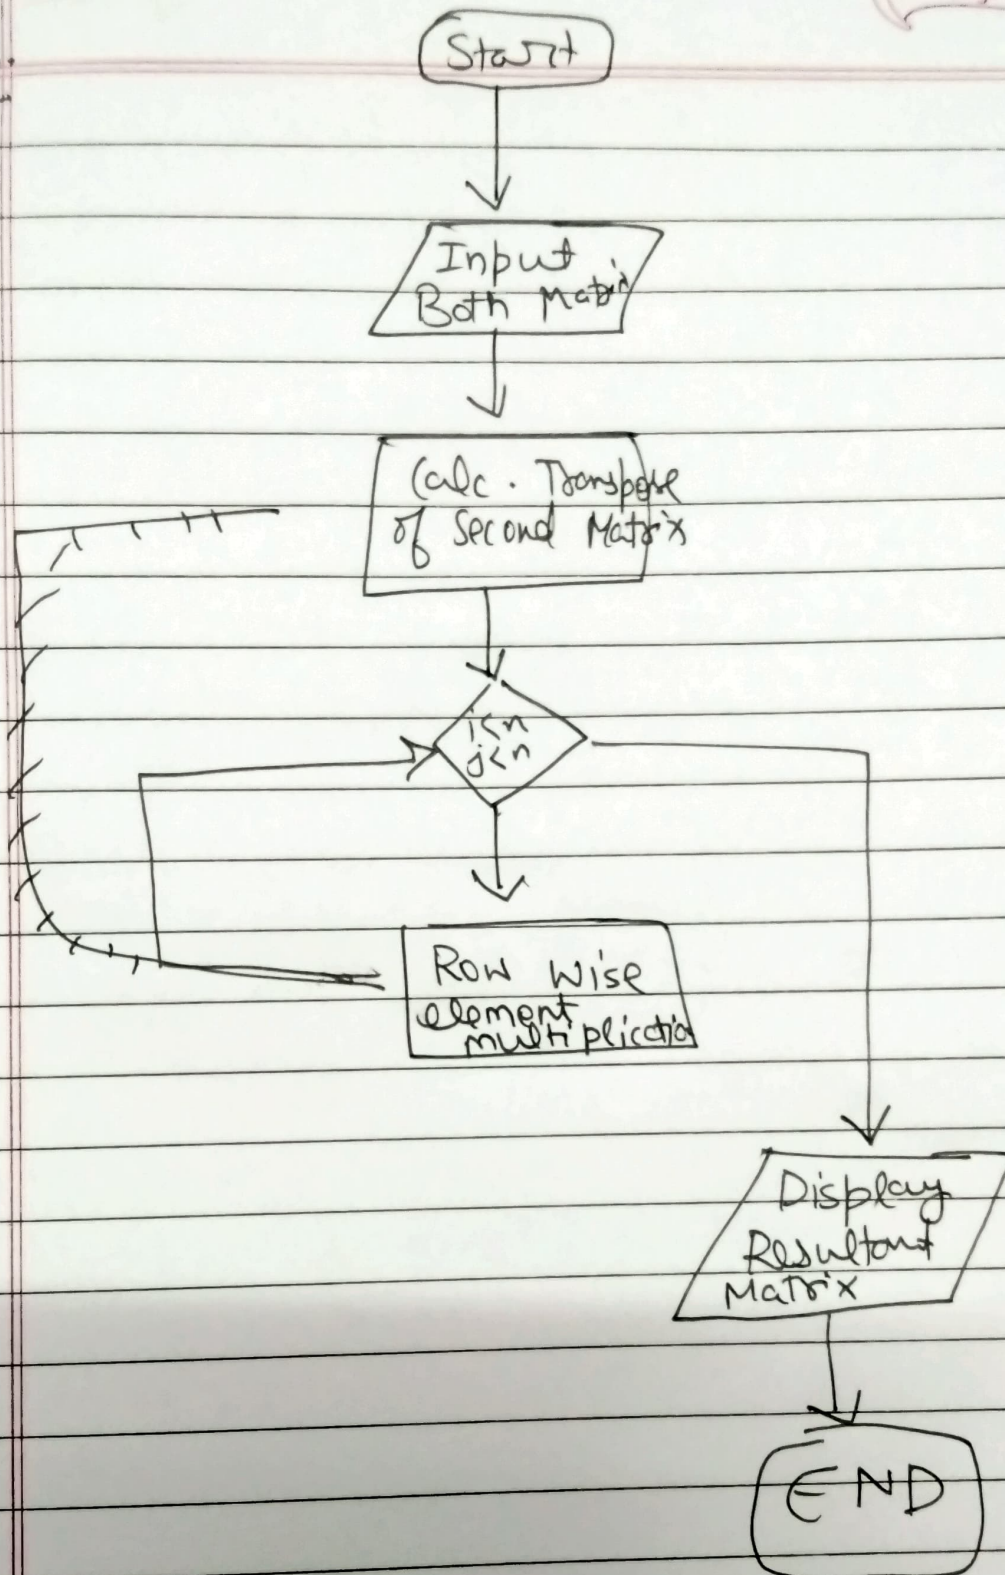 Start
Input
Both Matrix
Calc. Transpose
of Second Matrix
i<n
j<n
Row Wise
element
multiplication
Display
Resultant
Matrix
END